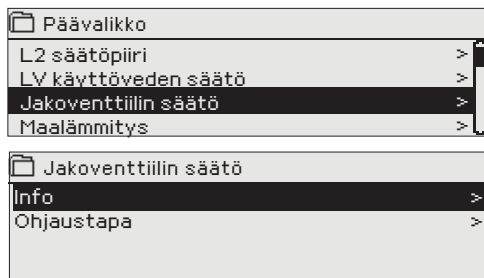 Päävalikko
L2 säätöpiiri >
LV käyttöveden säätö >
Jakoventtiilin säätö >
Maalämmitys >
Jakoventtiilin säätö
Info >
Ohjaustapa >